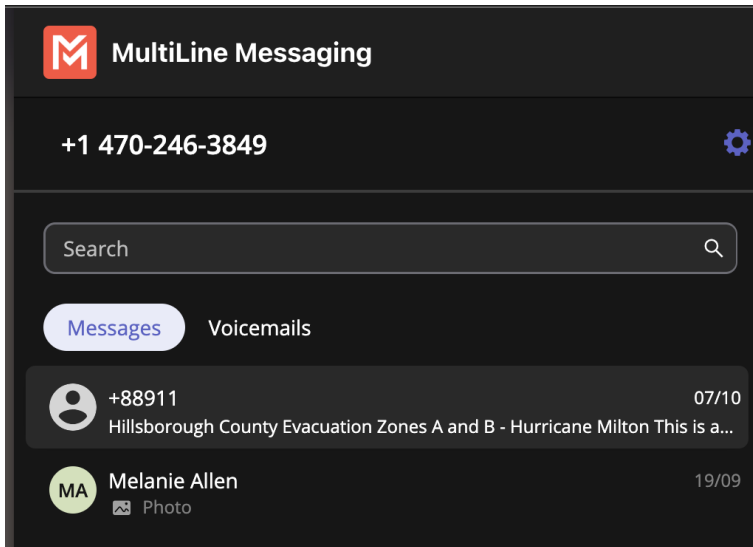 MultiLine Messaging
+1 470-246-3849
Search
Messages Voicemails
+88911 07/10
Hillsborough County Evacuation Zones A and B - Hurricane Milton This is a...
MA Melanie Allen 19/09
Photo